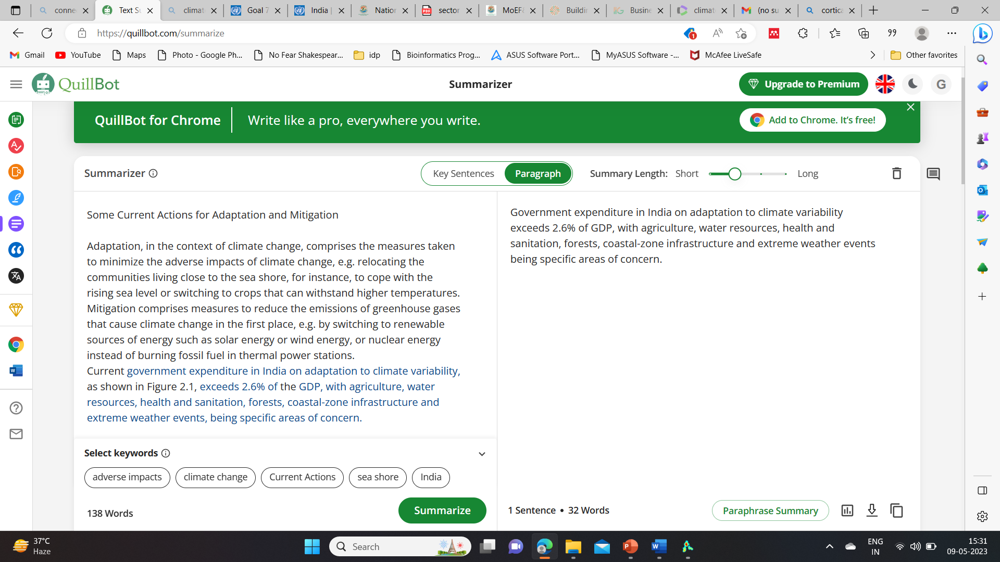 conne
Text Su
climat
Goal 7
India |
Nation
sector
MoEF&
Buildin
Busine
climat
(no su
cortica
https://quillbot.com/summarize
1
Gmail
YouTube
Maps
Photo - Google Ph...
No Fear Shakespear...
idp
Bioinformatics Prog...
ASUS Software Port...
MyASUS Software -...
McAfee LiveSafe
Other favorites
QuillBot
Summarizer
Upgrade to Premium
G
QuillBot for Chrome
Write like a pro, everywhere you write.
Add to Chrome. It's free!
Summarizer
Key Sentences
Paragraph
Summary Length:
Short
Long
Some Current Actions for Adaptation and Mitigation
Adaptation, in the context of climate change, comprises the measures taken
to minimize the adverse impacts of climate change, e.g. relocating the
communities living close to the sea shore, for instance, to cope with the
rising sea level or switching to crops that can withstand higher temperatures.
Mitigation comprises measures to reduce the emissions of greenhouse gases
that cause climate change in the first place, e.g. by switching to renewable
sources of energy such as solar energy or wind energy, or nuclear energy
instead of burning fossil fuel in thermal power stations.
Current government expenditure in India on adaptation to climate variability,
as shown in Figure 2.1, exceeds 2.6% of the GDP, with agriculture, water
resources, health and sanitation, forests, coastal-zone infrastructure and
extreme weather events, being specific areas of concern.
Government expenditure in India on adaptation to climate variability
exceeds 2.6% of GDP, with agriculture, water resources, health and
sanitation, forests, coastal-zone infrastructure and extreme weather events
being specific areas of concern.
Select keywords
adverse impacts
climate change
Current Actions
sea shore
India
138 Words
Summarize
1 Sentence • 32 Words
Paraphrase Summary
37°C
Haze
Search
ENG
IN
15:31
09-05-2023